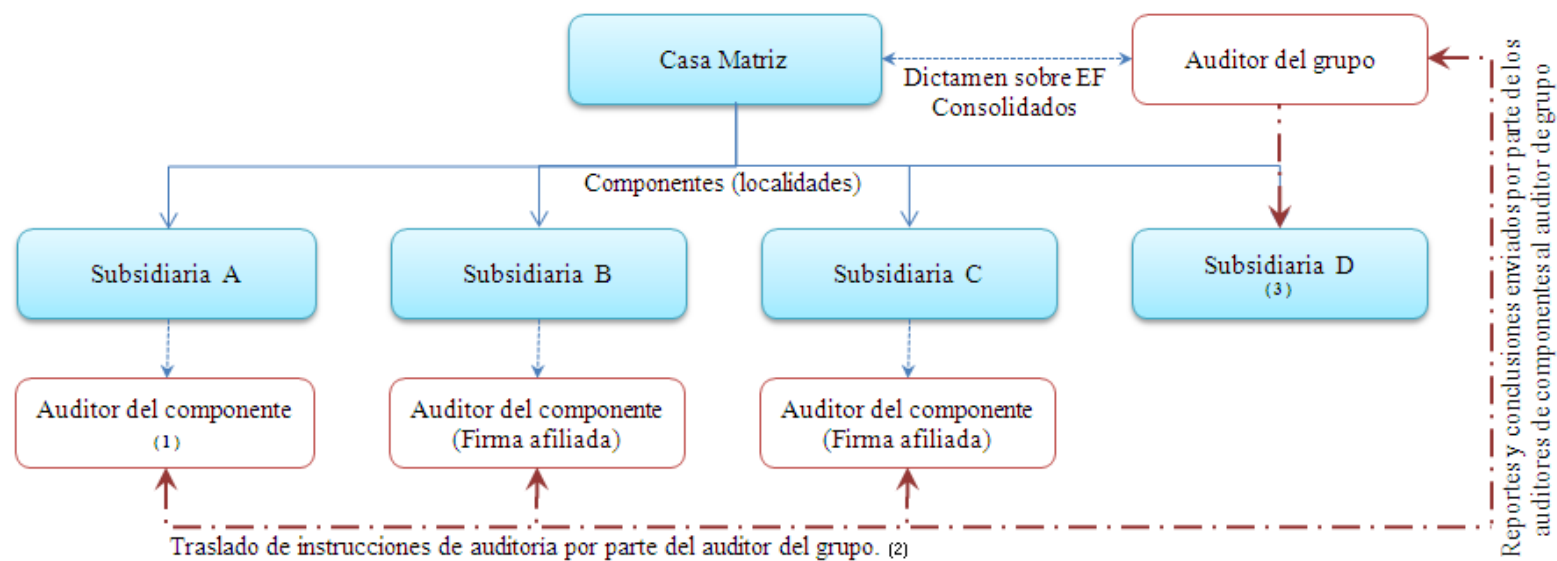 Casa Matriz
Auditor del grupo
Dictamen sobre EF
Consolidados
Componentes (localidades)
Subsidiaria A
Subsidiaria B
Subsidiaria C
Subsidiaria D
(3)
Auditor del componente
(1)
Auditor del componente
(Firma afiliada)
Auditor del componente
(Firma afiliada)
Traslado de instrucciones de auditoria por parte del auditor del grupo. (2)
Reportes y conclusiones enviados por parte de los
auditores de componentes al auditor de grupo